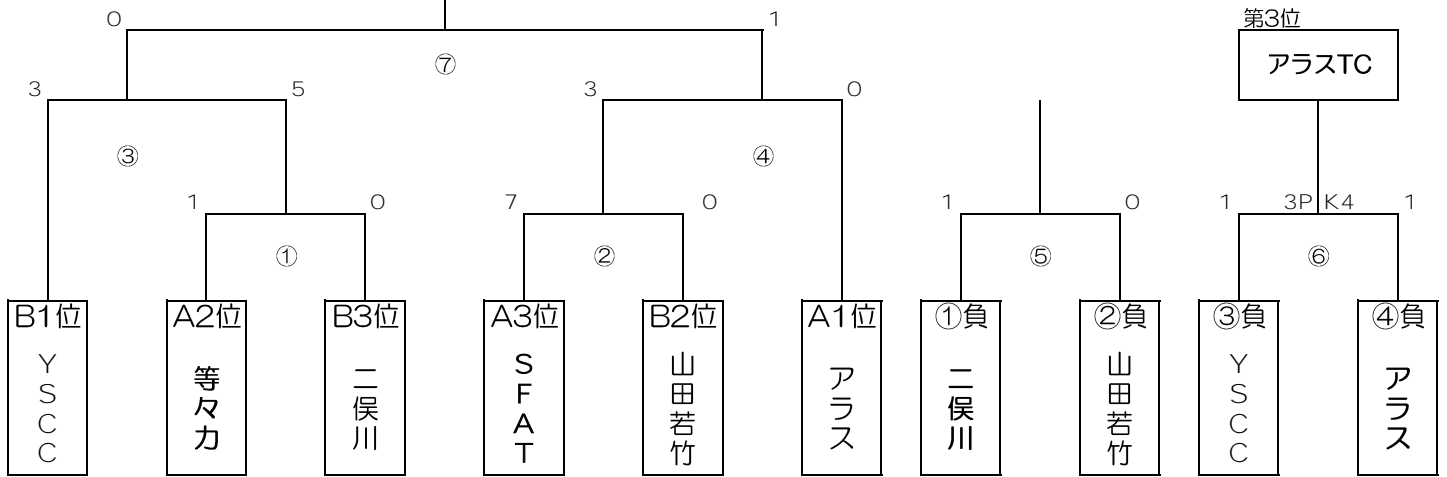 0
1
第3位
⑦
アラスTC
3
5
3
0
③
④
1
0
7
0
1
0
1
3PK4
1
①
②
⑤
⑥
B1位
A2位
B3位
A3位
B2位
A1位
①負
②負
③負
④負
YSCC
等々力
二俣川
SFAT
山田若竹
アラス
二俣川
山田若竹
YSCC
アラス